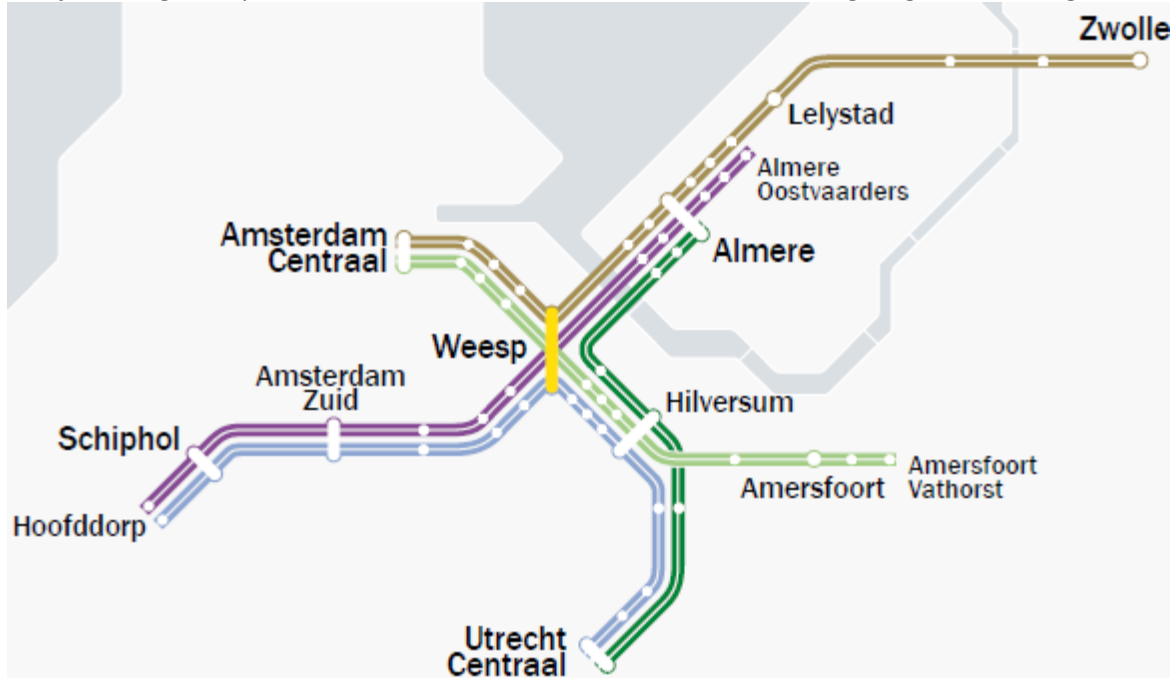 Zwolle
Lelystad
Almere
Oostvaarders
Amsterdam
Centraal
Almere
Weesp
Amsterdam
Zuid
Hilversum
Schiphol
Amersfoort
Amersfoort
Vathorst
Hoofddorp
Utrecht
Centraal